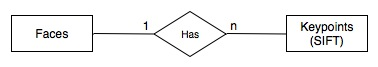 Faces
1
Has
n
Keypoints
(SIFT)